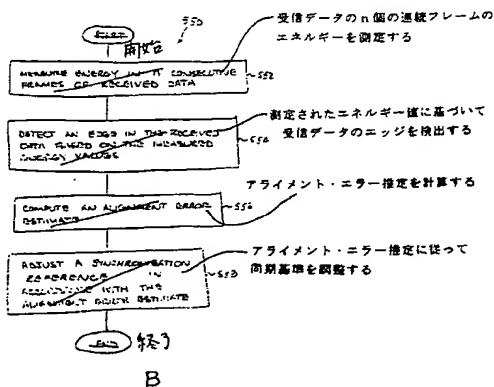 START
550
開始
受信データのn個の連続フレームの
エネルギーを測定する
MEASURE ENERGY IN n CONSECUTIVE
FRAMES OF RECEIVED DATA
552
測定されたエネルギー値に基づいて
受信データのエッジを検出する
DETECT AN EDGE IN THE RECEIVED
DATA BASED ON THE MEASURED
ENERGY VALUES
554
アライメント・エラー推定を計算する
COMPUTE AN ALIGNMENT ERROR
ESTIMATE
556
アライメント・エラー推定に従って
同期基準を調整する
ADJUST A SYNCHRONISATION
REFERENCE IN
ACCORDANCE WITH THE
ALIGNMENT ERROR ESTIMATE
558
END
終了
B